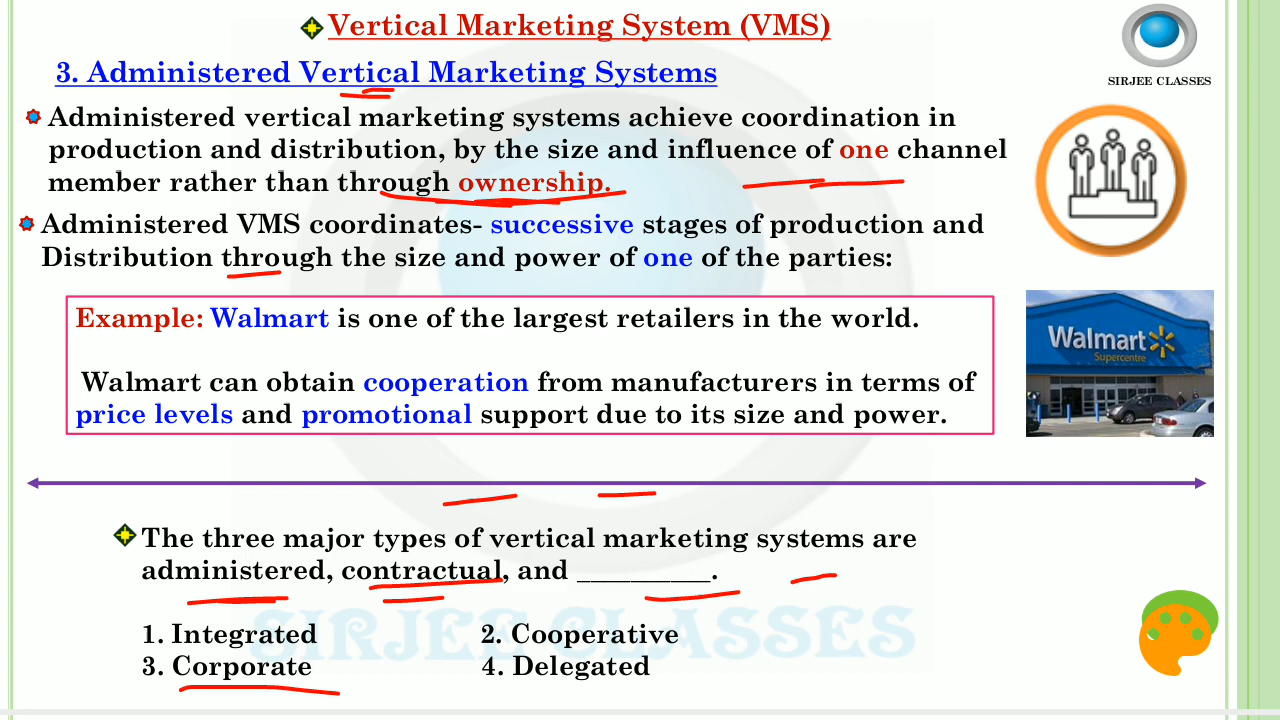 Vertical Marketing System (VMS)
SIRJEE CLASSES
3. Administered Vertical Marketing Systems
Administered vertical marketing systems achieve coordination in
production and distribution, by the size and influence of one channel
member rather than through ownership.
Administered VMS coordinates- successive stages of production and
Distribution through the size and power of one of the parties:
Example: Walmart is one of the largest retailers in the world.
Walmart can obtain cooperation from manufacturers in terms of
price levels and promotional support due to its size and power.
Walmart
Supercentre
The three major types of vertical marketing systems are
administered, contractual, and __________.
SIRJEE CLASSES
1. Integrated 2. Cooperative
3. Corporate 4. Delegated